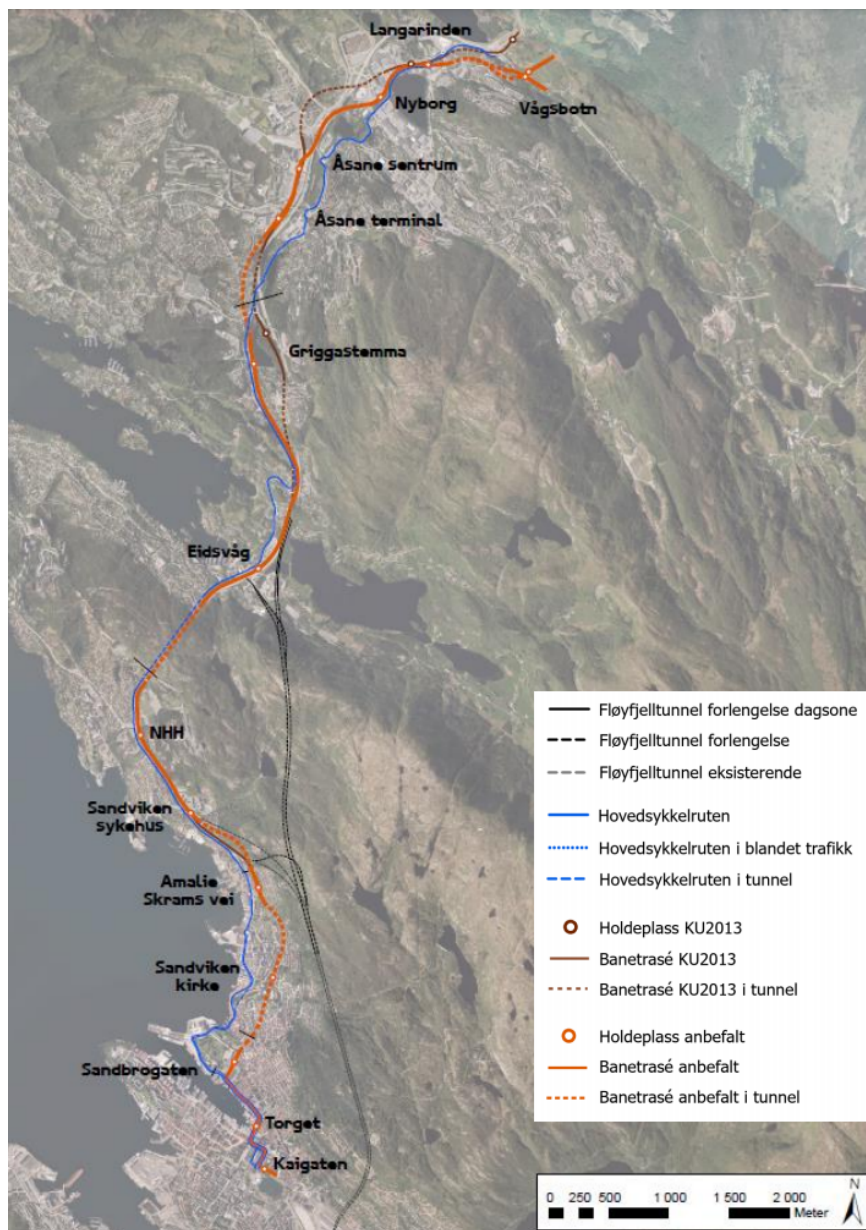 Langarinden
Nyborg
Vågsbotn
Åsane sentrum
Åsane terminal
Griggastemma
Eidsvåg
NHH
Sandviken
sykehus
Amalie
Skrams vei
Sandviken
kirke
Sandbrogaten
Torget
Kaigaten
Fløyfjelltunnel forlengelse dagsone
Fløyfjelltunnel forlengelse
Fløyfjelltunnel eksisterende
Hovedsykkelruten
Hovedsykkelruten i blandet trafikk
Hovedsykkelruten i tunnel
Holdeplass KU2013
Banetrasé KU2013
Banetrasé KU2013 i tunnel
Holdeplass anbefalt
Banetrasé anbefalt
Banetrasé anbefalt i tunnel
N
0 250 500 1 000 1 500 2 000
Meter